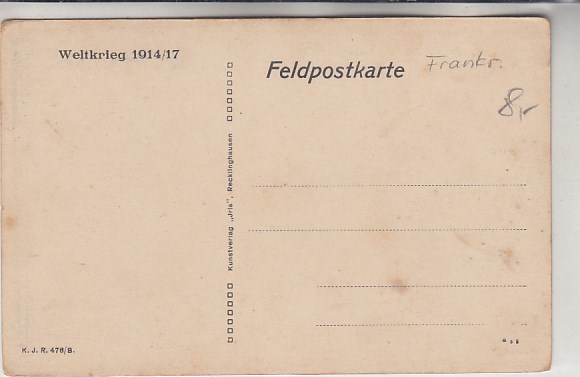 Weltkrieg 1914/17
Feldpostkarte
Frankr.
8,-
Kunstverlag „Iris", Recklinghausen
K. J. R. 476/B.